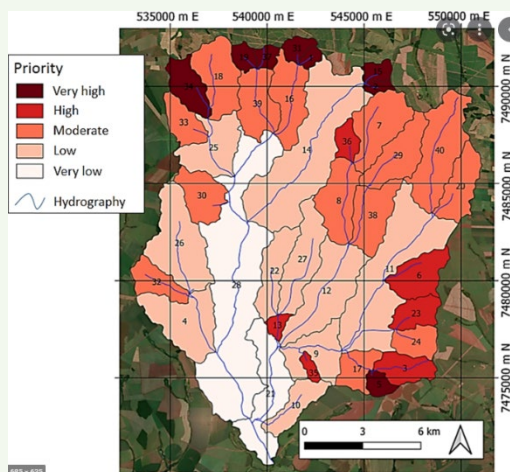 535000 m E
540000 m E
545000 m E
550000 m E
Priority
Very high
High
Moderate
Low
Very low
Hydrography
7490000 m N
7485000 m N
7480000 m N
7475000 m N
18
39
16
14
7
36
33
25
29
40
20
30
8
38
26
27
22
11
6
28
12
32
4
13
23
24
9
35
17
3
10
21
0 3 6 km